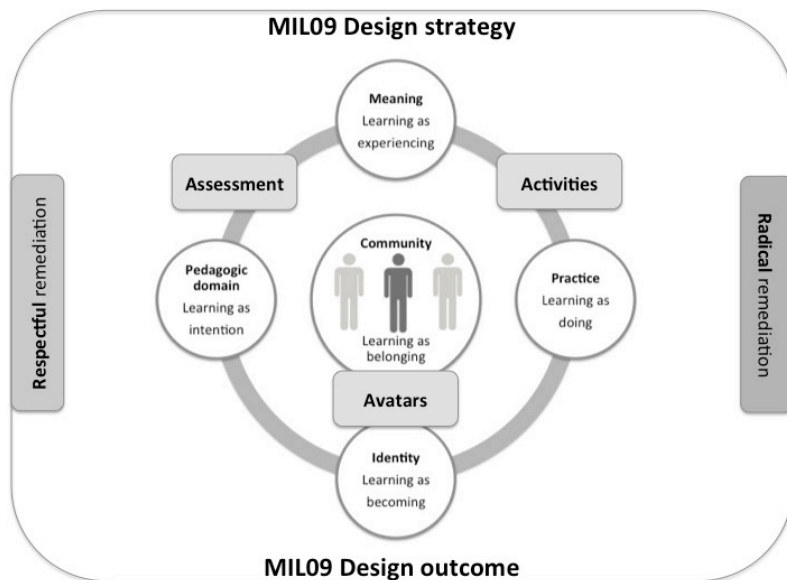 MIL09 Design strategy
Meaning
Learning as
experiencing
Assessment
Activities
Respectful remediation
Radical remediation
Pedagogic
domain
Learning as
intention
Community
Learning as
belonging
Practice
Learning as
doing
Avatars
Identity
Learning as
becoming
MIL09 Design outcome